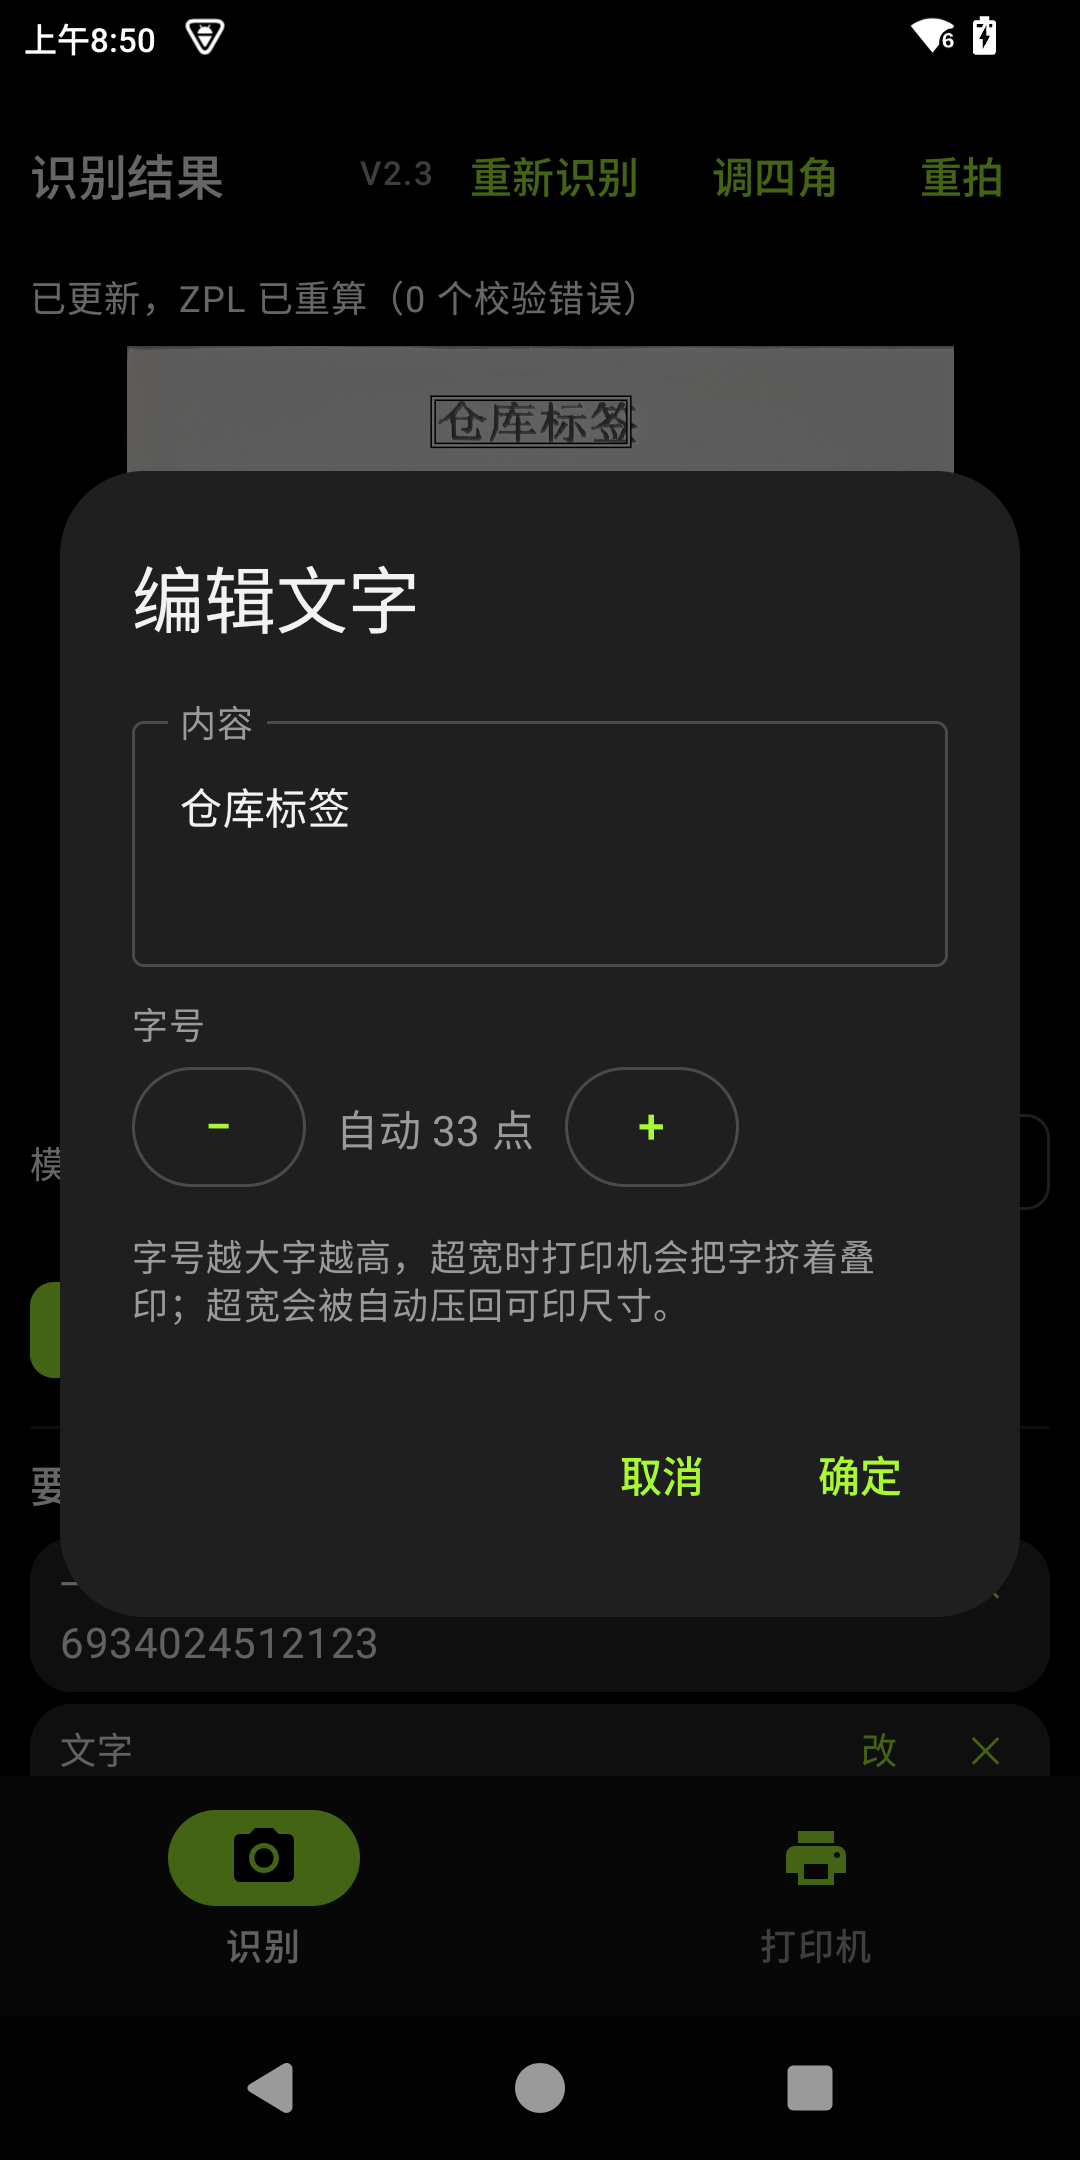 上午8:50
6
识别结果 V2.3 重新识别 调四角 重拍
已更新，ZPL 已重算（0 个校验错误）
仓库标签
编辑文字
内容
仓库标签
字号
− 自动 33 点 +
字号越大字越高，超宽时打印机会把字挤着叠
印；超宽会被自动压回可印尺寸。
模
取消 确定
要
6934024512123
文字 改
识别 打印机